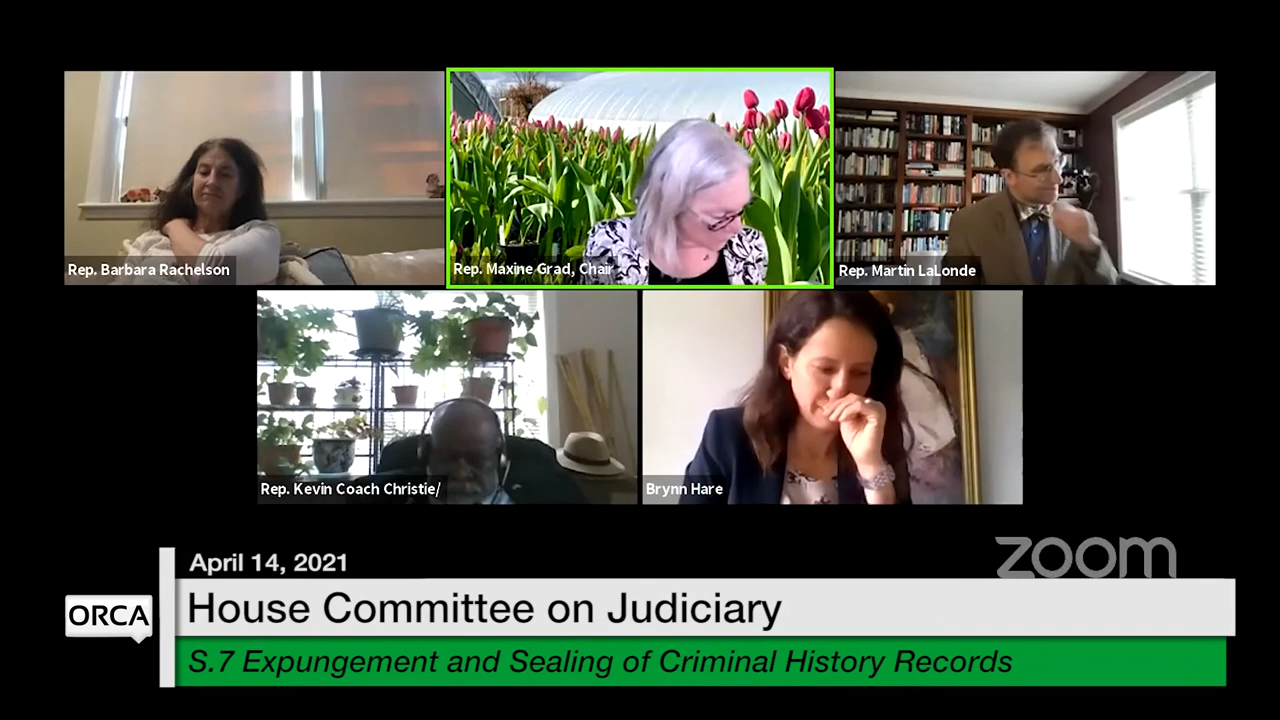 Rep. Barbara Rachelson
Rep. Maxine Grad, Chair
Rep. Martin LaLonde
Rep. Kevin Coach Christie/
Brynn Hare
zoom
April 14, 2021
ORCA
House Committee on Judiciary
S.7 Expungement and Sealing of Criminal History Records